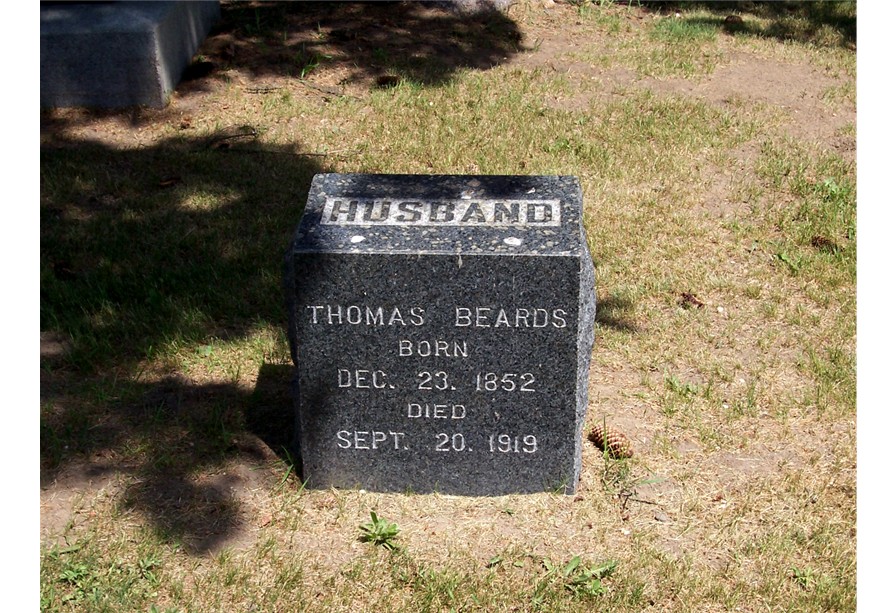 HUSBAND
THOMAS BEARDS
BORN
DEC. 23. 1852
DIED
SEPT. 20. 1919